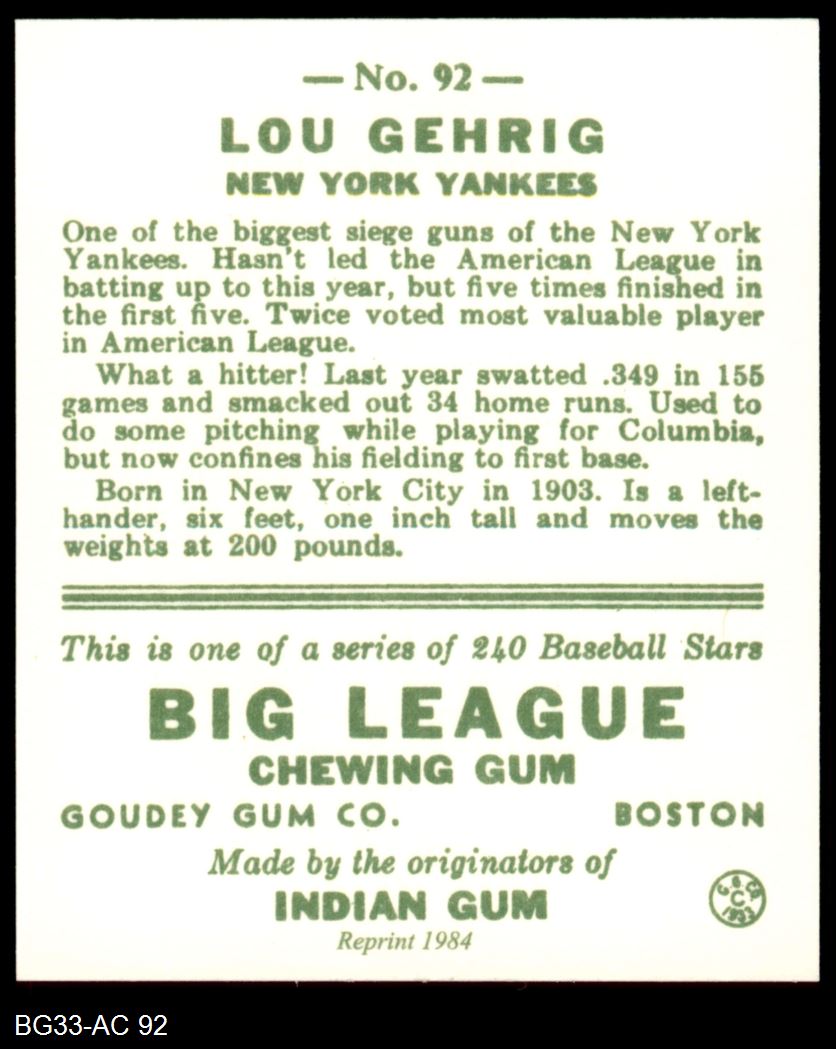 — No. 92 —
LOU GEHRIG
NEW YORK YANKEES
One of the biggest siege guns of the New York
Yankees. Hasn't led the American League in
batting up to this year, but five times finished in
the first five. Twice voted most valuable player
in American League.
What a hitter! Last year swatted .349 in 155
games and smacked out 34 home runs. Used to
do some pitching while playing for Columbia,
but now confines his fielding to first base.
Born in New York City in 1903. Is a left-
hander, six feet, one inch tall and moves the
weights at 200 pounds.
This is one of a series of 240 Baseball Stars
BIG LEAGUE
CHEWING GUM
GOUDEY GUM CO. BOSTON
Made by the originators of
INDIAN GUM
G. G. Co.
C
1933
Reprint 1984
BG33-AC 92